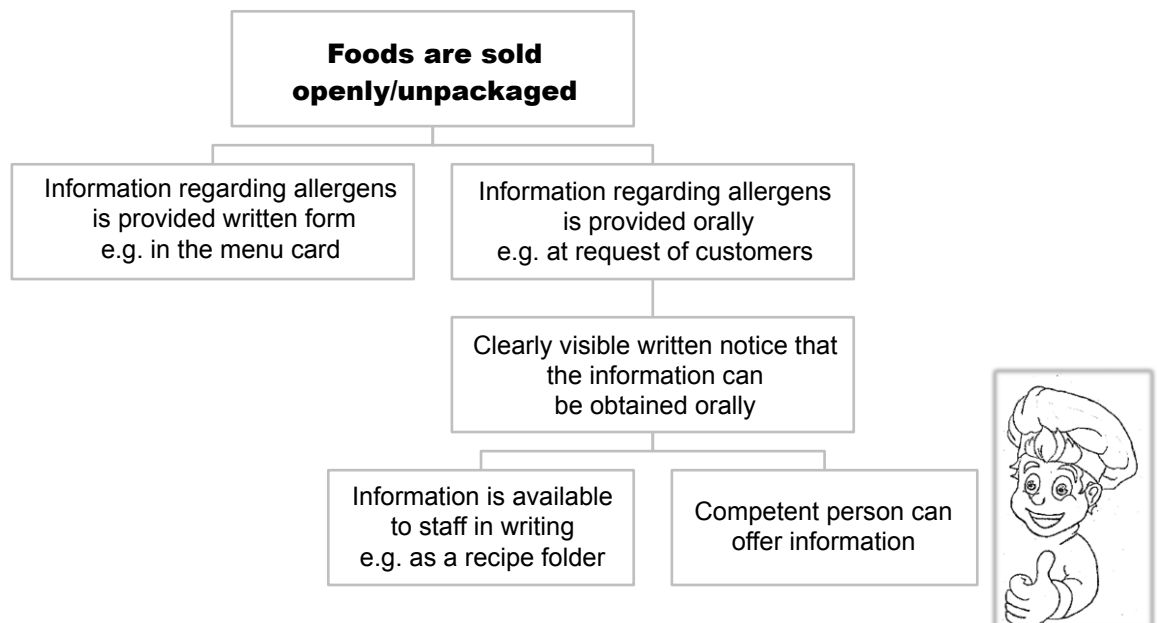 Foods are sold
openly/unpackaged
Information regarding allergens
is provided written form
e.g. in the menu card
Information regarding allergens
is provided orally
e.g. at request of customers
Clearly visible written notice that
the information can
be obtained orally
Information is available
to staff in writing
e.g. as a recipe folder
Competent person can
offer information